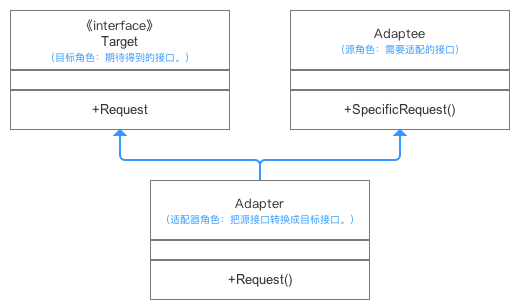 《interface》
Target
(目标角色：期待得到的接口。)
+Request
Adaptee
(源角色：需要适配的接口)
+SpecificRequest()
Adapter
(适配器角色：把源接口转换成目标接口。)
+Request()